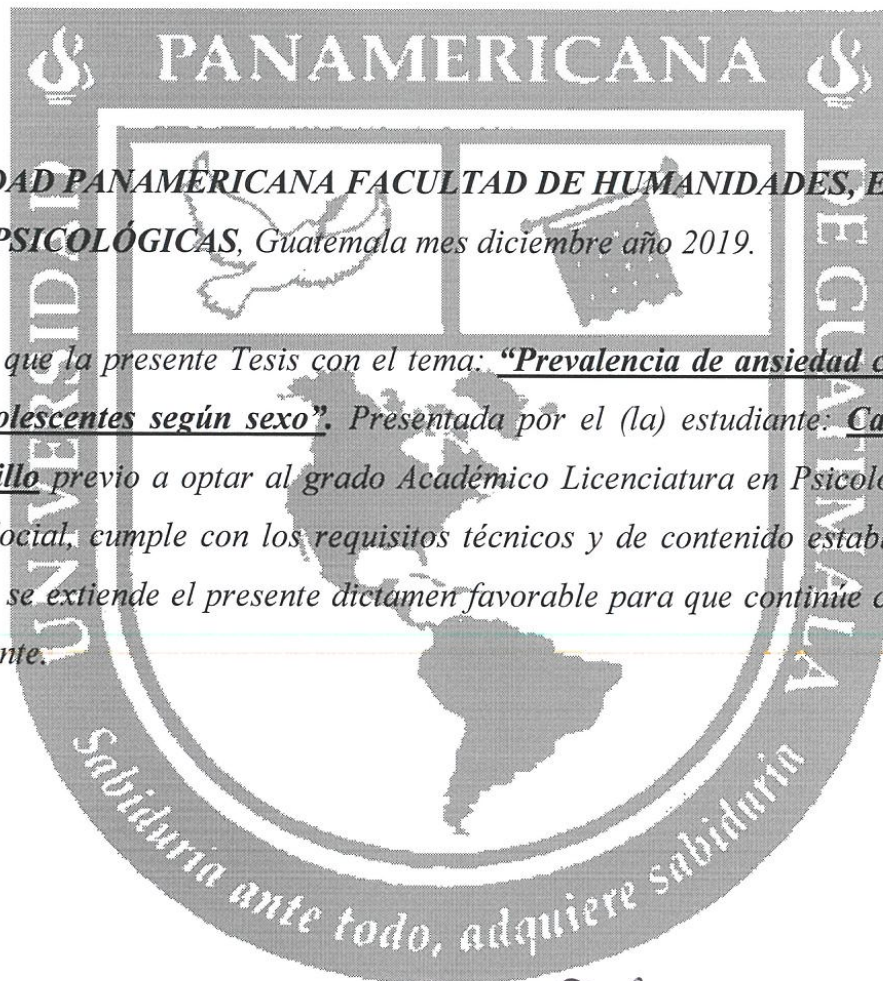 PANAMERICANA
UNIVERSIDAD
DE GUATEMALA
DAD PANAMERICANA FACULTAD DE HUMANIDADES, E
PSICOLÓGICAS, Guatemala mes diciembre año 2019.
que la presente Tesis con el tema: “Prevalencia de ansiedad c
olescentes según sexo”. Presentada por el (la) estudiante: Ca
illo previo a optar al grado Académico Licenciatura en Psicol
ocial, cumple con los requisitos técnicos y de contenido estab
se extiende el presente dictamen favorable para que continúe c
nte.
Sabiduría ante todo, adquiere sabiduría